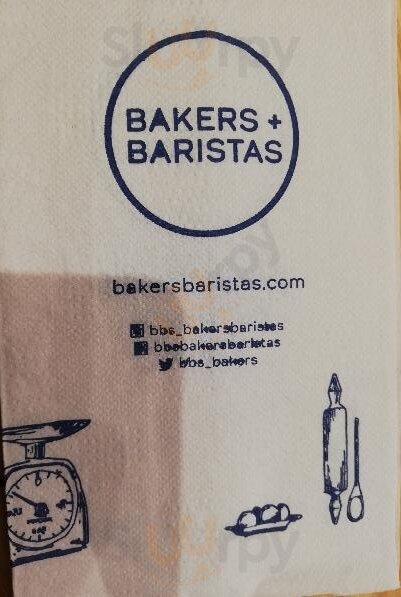 BAKERS +
BARISTAS
bakersbaristas.com
bbs_bakersbaristas
bbsbakersbaristas
bbs_bakers